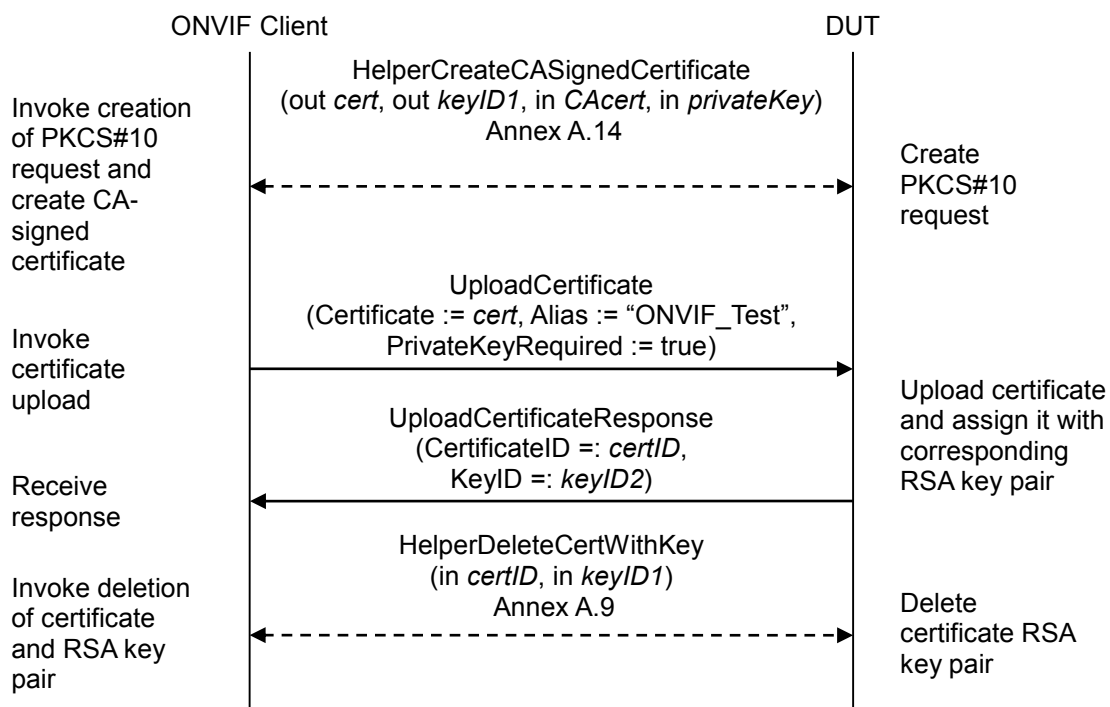 ONVIF Client
DUT
HelperCreateCASignedCertificate
(out cert, out keyID1, in CAcert, in privateKey)
Annex A.14
Invoke creation
of PKCS#10
request and
create CA-
signed
certificate
Create
PKCS#10
request
UploadCertificate
(Certificate := cert, Alias := “ONVIF_Test”,
PrivateKeyRequired := true)
Invoke
certificate
upload
UploadCertificateResponse
(CertificateID =: certID,
KeyID =: keyID2)
Upload certificate
and assign it with
corresponding
RSA key pair
Receive
response
HelperDeleteCertWithKey
(in certID, in keyID1)
Annex A.9
Invoke deletion
of certificate
and RSA key
pair
Delete
certificate RSA
key pair